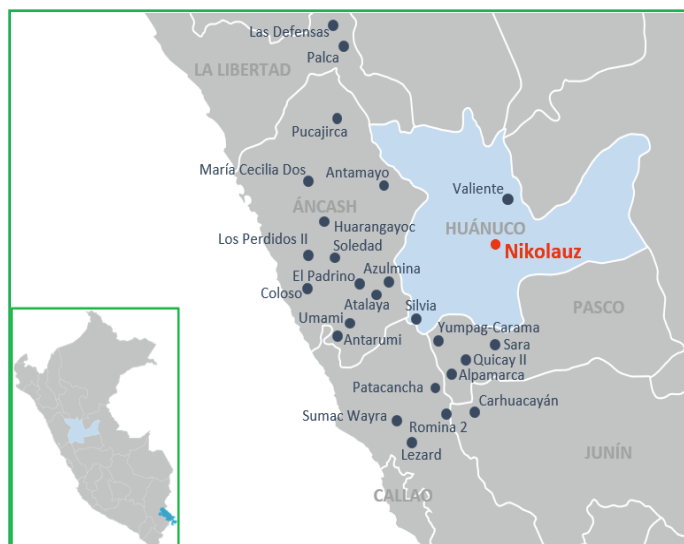 Las Defensas
Palca
LA LIBERTAD
Pucajirca
María Cecilia Dos
Antamayo
Valiente
ÁNCASH
Huarangayoc
HUÁNUCO
Los Perdidos II
Soledad
Nikolauz
El Padrino
Azulmina
Coloso
Atalaya
Silvia
PASCO
Umami
Antarumi
Yumpag-Carama
Sara
Quicay II
Alpamarca
Patacancha
Carhuacayán
Sumac Wayra
Romina 2
Lezard
JUNÍN
CALLAO